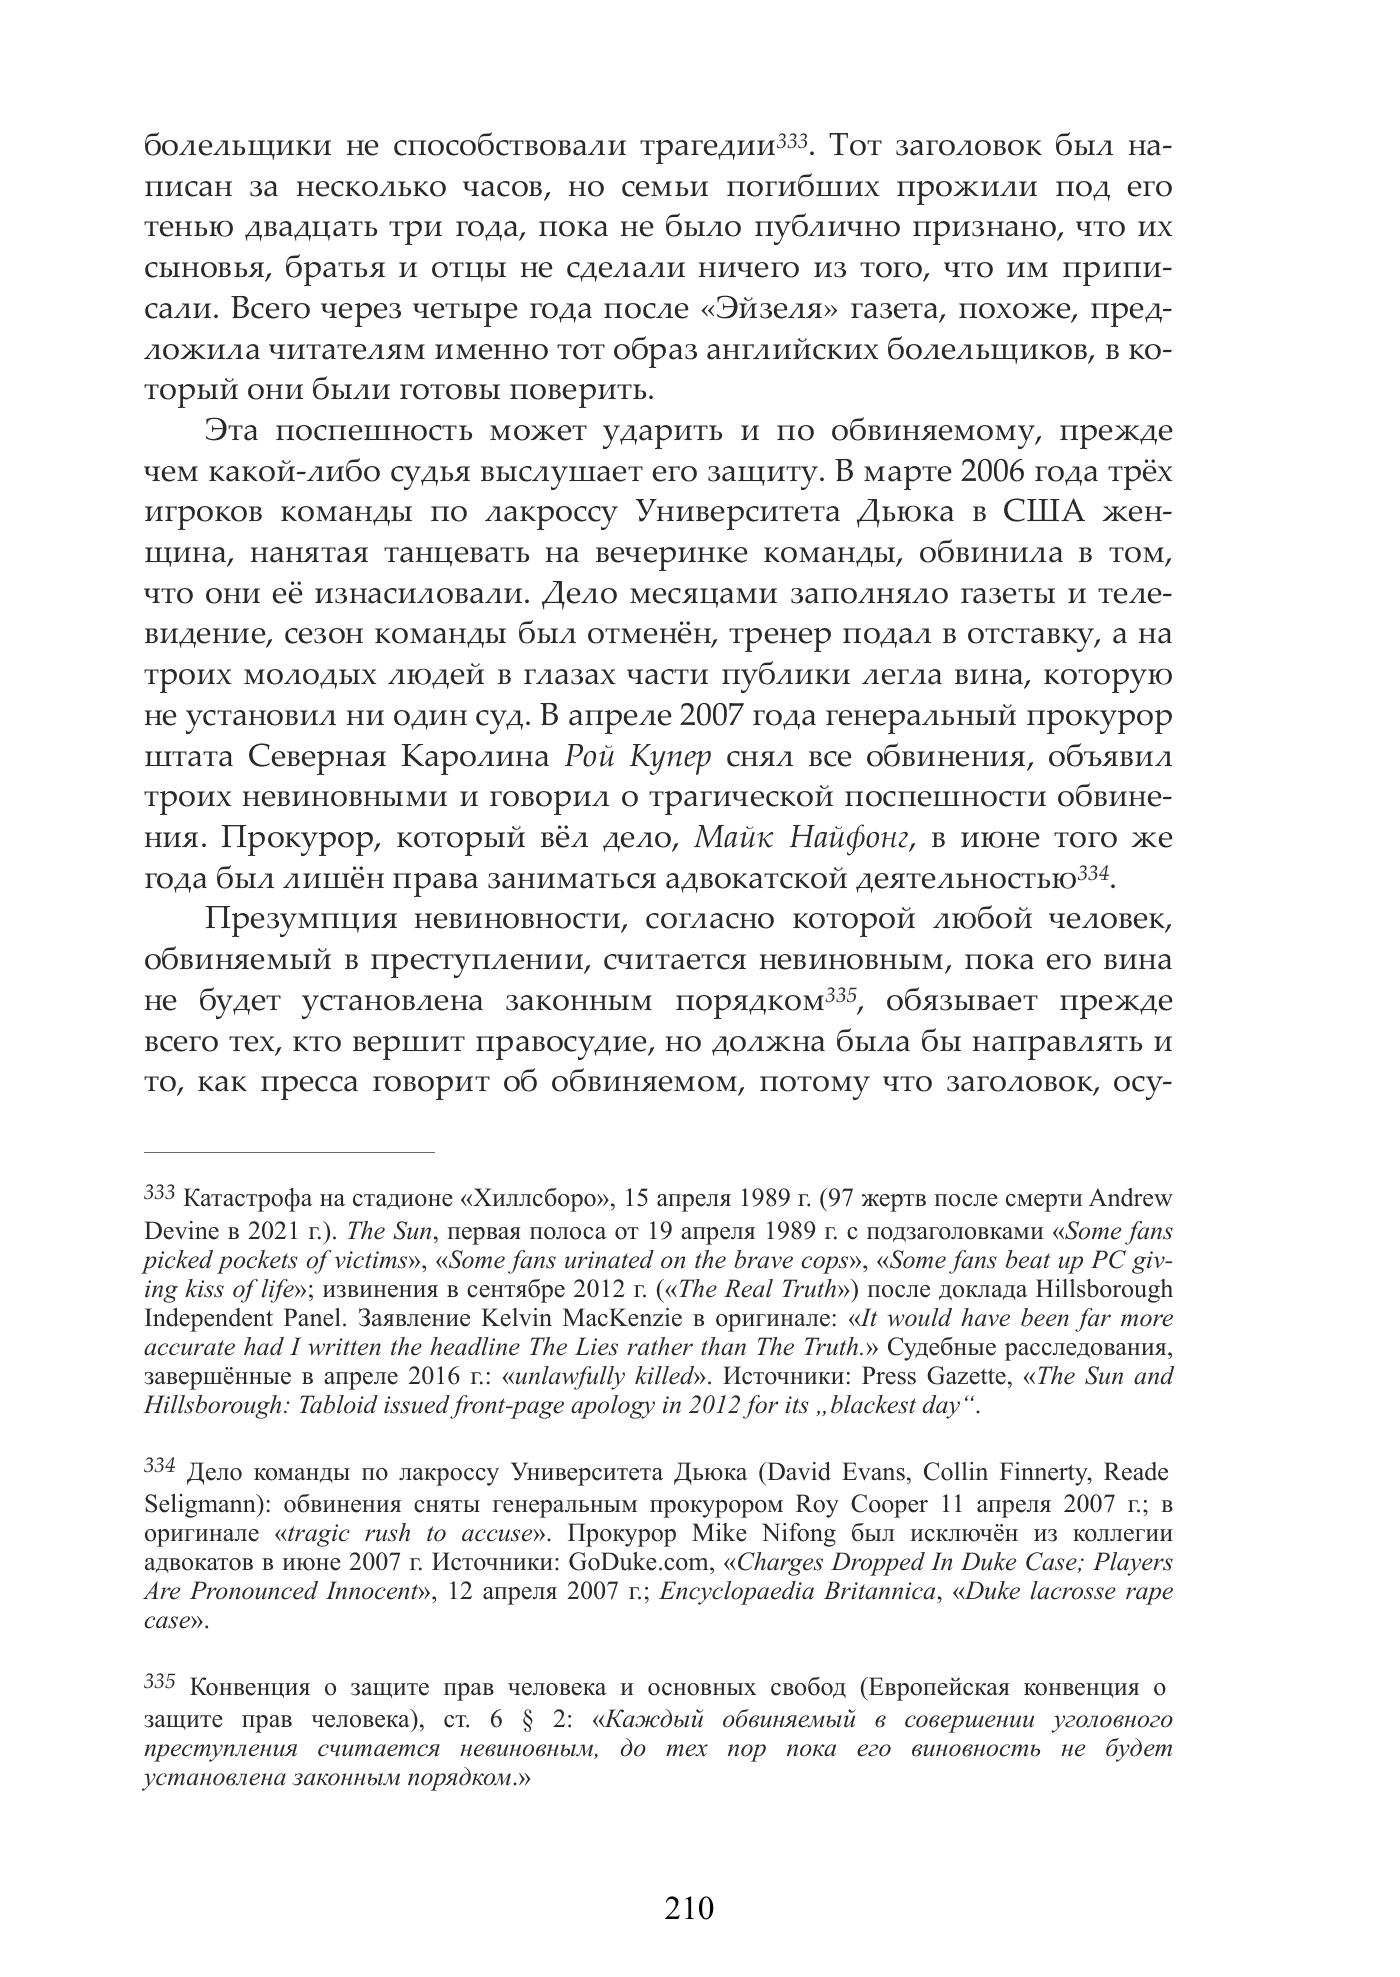 болельщики не способствовали трагедии333. Тот заголовок был на-
писан за несколько часов, но семьи погибших прожили под его
тенью двадцать три года, пока не было публично признано, что их
сыновья, братья и отцы не сделали ничего из того, что им припи-
сали. Всего через четыре года после «Эйзеля» газета, похоже, пред-
ложила читателям именно тот образ английских болельщиков, в ко-
торый они были готовы поверить.
Эта поспешность может ударить и по обвиняемому, прежде
чем какой-либо судья выслушает его защиту. В марте 2006 года трёх
игроков команды по лакроссу Университета Дьюка в США жен-
щина, нанятая танцевать на вечеринке команды, обвинила в том,
что они её изнасиловали. Дело месяцами заполняло газеты и теле-
видение, сезон команды был отменён, тренер подал в отставку, а на
троих молодых людей в глазах части публики легла вина, которую
не установил ни один суд. В апреле 2007 года генеральный прокурор
штата Северная Каролина Рой Купер снял все обвинения, объявил
троих невиновными и говорил о трагической поспешности обвине-
ния. Прокурор, который вёл дело, Майк Найфонг, в июне того же
года был лишён права заниматься адвокатской деятельностью334.
Презумпция невиновности, согласно которой любой человек,
обвиняемый в преступлении, считается невиновным, пока его вина
не будет установлена законным порядком335, обязывает прежде
всего тех, кто вершит правосудие, но должна была бы направлять и
то, как пресса говорит об обвиняемом, потому что заголовок, осу-
333 Катастрофа на стадионе «Хиллсборо», 15 апреля 1989 г. (97 жертв после смерти Andrew
Devine в 2021 г.). The Sun, первая полоса от 19 апреля 1989 г. с подзаголовками «Some fans
picked pockets of victims», «Some fans urinated on the brave cops», «Some fans beat up PC giv-
ing kiss of life»; извинения в сентябре 2012 г. («The Real Truth») после доклада Hillsborough
Independent Panel. Заявление Kelvin MacKenzie в оригинале: «It would have been far more
accurate had I written the headline The Lies rather than The Truth.» Судебные расследования,
завершённые в апреле 2016 г.: «unlawfully killed». Источники: Press Gazette, «The Sun and
Hillsborough: Tabloid issued front-page apology in 2012 for its „blackest day“.
334 Дело команды по лакроссу Университета Дьюка (David Evans, Collin Finnerty, Reade
Seligmann): обвинения сняты генеральным прокурором Roy Cooper 11 апреля 2007 г.; в
оригинале «tragic rush to accuse». Прокурор Mike Nifong был исключён из коллегии
адвокатов в июне 2007 г. Источники: GoDuke.com, «Charges Dropped In Duke Case; Players
Are Pronounced Innocent», 12 апреля 2007 г.; Encyclopaedia Britannica, «Duke lacrosse rape
case».
335 Конвенция о защите прав человека и основных свобод (Европейская конвенция о
защите прав человека), ст. 6 § 2: «Каждый обвиняемый в совершении уголовного
преступления считается невиновным, до тех пор пока его виновность не будет
установлена законным порядком.»
210